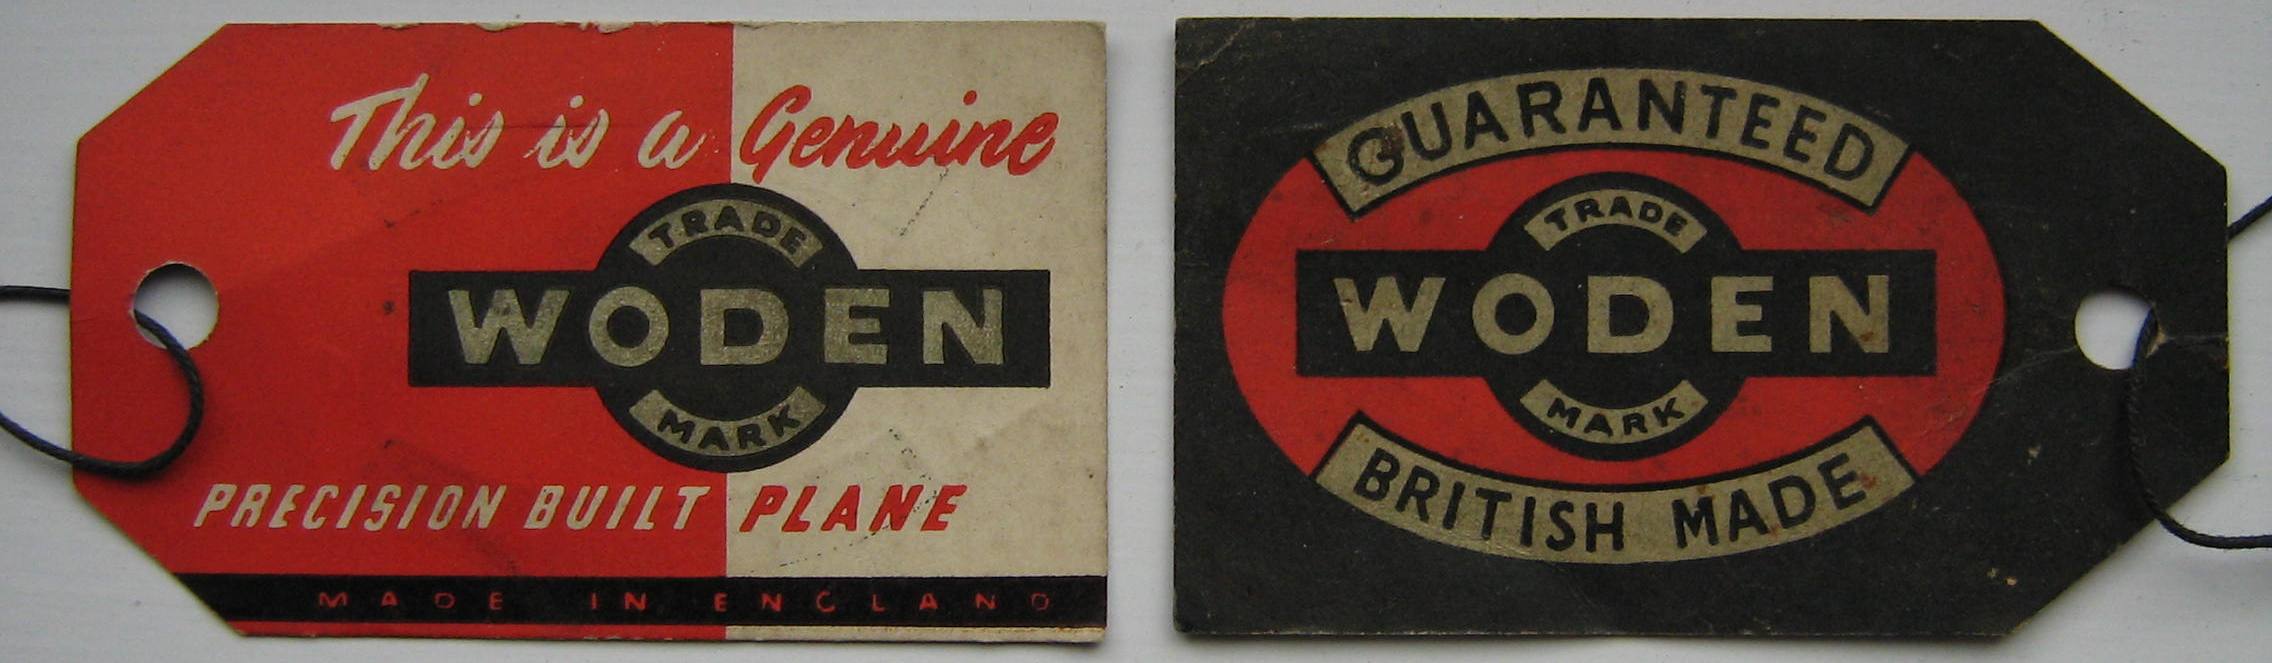 This is a Genuine
TRADE
WODEN
MARK
PRECISION BUILT PLANE
MADE IN ENGLAND
GUARANTEED
TRADE
WODEN
MARK
BRITISH MADE